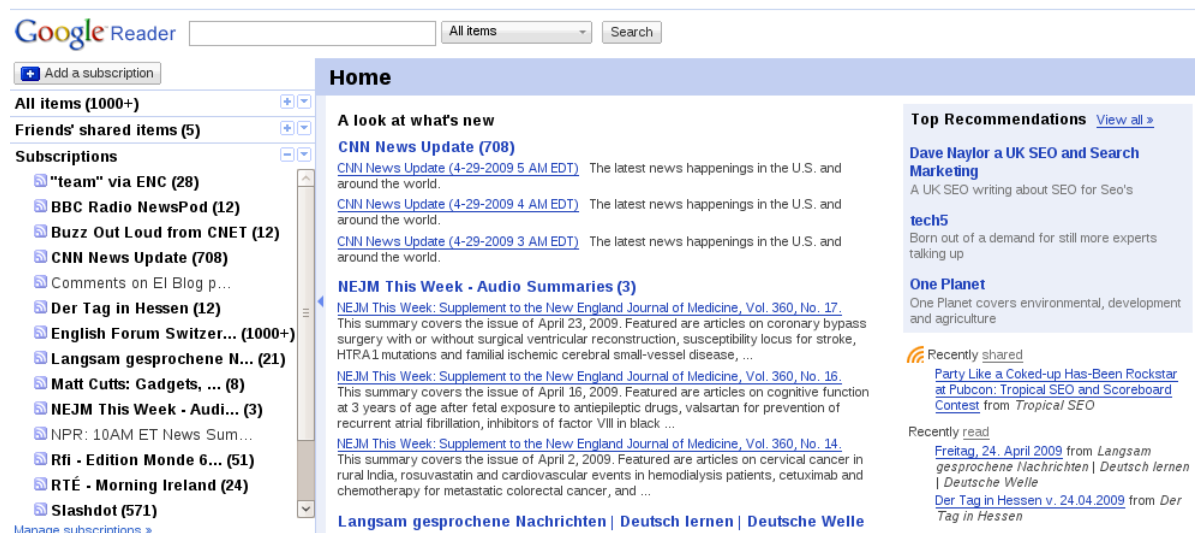 Google Reader
All items
Search
Add a subscription
All items (1000+)
Friends' shared items (5)
Subscriptions
"team" via ENC (28)
BBC Radio NewsPod (12)
Buzz Out Loud from CNET (12)
CNN News Update (708)
Comments on EI Blog p...
Der Tag in Hessen (12)
English Forum Switzer... (1000+)
Langsam gesprochene N... (21)
Matt Cutts: Gadgets, ... (8)
NEJM This Week - Audi... (3)
NPR: 10AM ET News Sum...
Rfi - Edition Monde 6... (51)
RTÉ - Morning Ireland (24)
Slashdot (571)
Manage subscriptions »
Home
A look at what's new
CNN News Update (708)
CNN News Update (4-29-2009 5 AM EDT) The latest news happenings in the U.S. and
around the world.
CNN News Update (4-29-2009 4 AM EDT) The latest news happenings in the U.S. and
around the world.
CNN News Update (4-29-2009 3 AM EDT) The latest news happenings in the U.S. and
around the world.
NEJM This Week - Audio Summaries (3)
NEJM This Week: Supplement to the New England Journal of Medicine, Vol. 360, No. 17.
This summary covers the issue of April 23, 2009. Featured are articles on coronary bypass
surgery with or without surgical ventricular reconstruction, susceptibility locus for stroke,
HTRA1 mutations and familial ischemic cerebral small-vessel disease, ...
NEJM This Week: Supplement to the New England Journal of Medicine, Vol. 360, No. 16.
This summary covers the issue of April 16, 2009. Featured are articles on cognitive function
at 3 years of age after fetal exposure to antiepileptic drugs, valsartan for prevention of
recurrent atrial fibrillation, inhibitors of factor VIII in black ...
NEJM This Week: Supplement to the New England Journal of Medicine, Vol. 360, No. 14.
This summary covers the issue of April 2, 2009. Featured are articles on cervical cancer in
rural India, rosuvastatin and cardiovascular events in hemodialysis patients, cetuximab and
chemotherapy for metastatic colorectal cancer, and ...
Langsam gesprochene Nachrichten | Deutsch lernen | Deutsche Welle
Top Recommendations View all »
Dave Naylor a UK SEO and Search
Marketing
A UK SEO writing about SEO for Seo's
tech5
Born out of a demand for still more experts
talking up
One Planet
One Planet covers environmental, development
and agriculture
Recently shared
Party Like a Coked-up Has-Been Rockstar
at Pubcon: Tropical SEO and Scoreboard
Contest from Tropical SEO
Recently read
Freitag, 24. April 2009 from Langsam
gesprochene Nachrichten | Deutsch lernen
| Deutsche Welle
Der Tag in Hessen v. 24.04.2009 from Der
Tag in Hessen